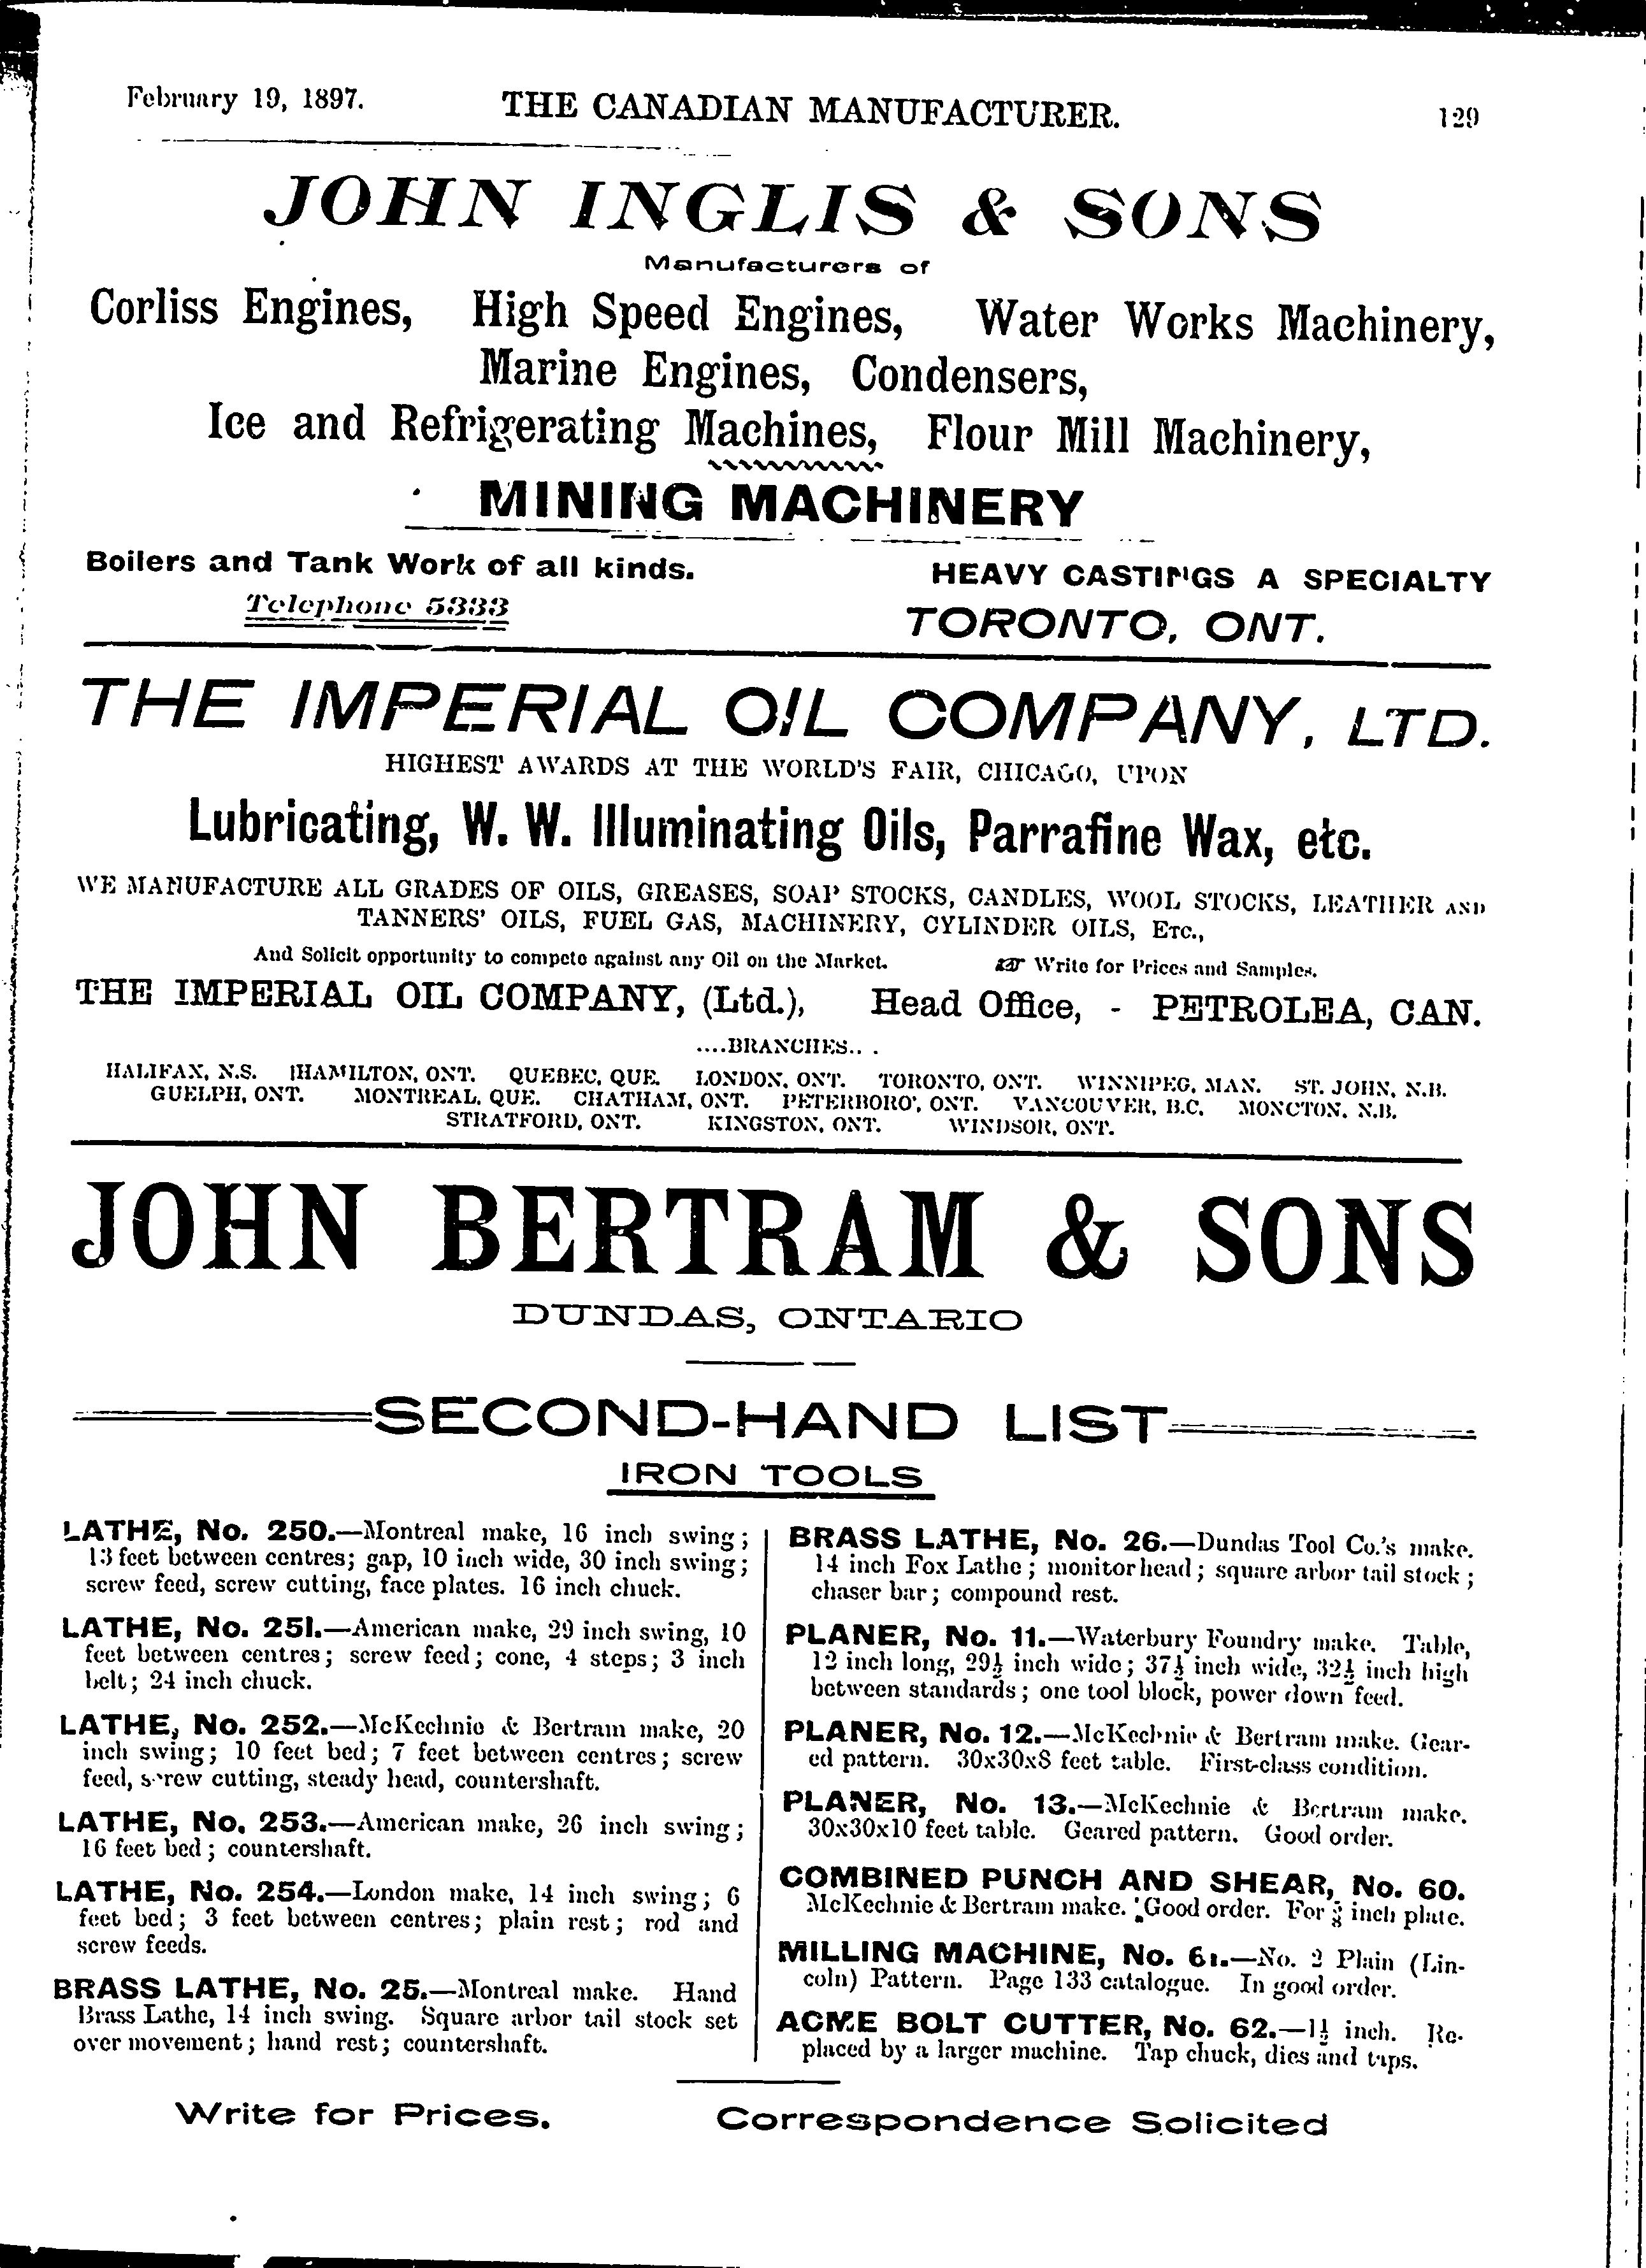 February 19, 1897. THE CANADIAN MANUFACTURER. 129
JOHN INGLIS & SONS
Manufacturers of
Corliss Engines, High Speed Engines, Water Works Machinery,
Marine Engines, Condensers,
Ice and Refrigerating Machines, Flour Mill Machinery,
MINING MACHINERY
Boilers and Tank Work of all kinds. HEAVY CASTINGS A SPECIALTY
Telephone 5333 TORONTO, ONT.
THE IMPERIAL OIL COMPANY, LTD.
HIGHEST AWARDS AT THE WORLD'S FAIR, CHICAGO, UPON
Lubricating, W. W. Illuminating Oils, Parrafine Wax, etc.
WE MANUFACTURE ALL GRADES OF OILS, GREASES, SOAP STOCKS, CANDLES, WOOL STOCKS, LEATHER AND
TANNERS' OILS, FUEL GAS, MACHINERY, CYLINDER OILS, ETC.,
And Solicit opportunity to compete against any Oil on the Market. ☞ Write for Prices and Samples.
THE IMPERIAL OIL COMPANY, (Ltd.), Head Office, - PETROLEA, CAN.
....BRANCHES....
HALIFAX, N.S. HAMILTON, ONT. QUEBEC, QUE. LONDON, ONT. TORONTO, ONT. WINNIPEG, MAN. ST. JOHN, N.B.
GUELPH, ONT. MONTREAL, QUE. CHATHAM, ONT. PETERBORO', ONT. VANCOUVER, B.C. MONCTON, N.B.
STRATFORD, ONT. KINGSTON, ONT. WINDSOR, ONT.
JOHN BERTRAM & SONS
DUNDAS, ONTARIO
SECOND-HAND LIST
IRON TOOLS
LATHE, No. 250.—Montreal make, 16 inch swing;
13 feet between centres; gap, 10 inch wide, 30 inch swing;
screw feed, screw cutting, face plates. 16 inch chuck.
LATHE, No. 251.—American make, 29 inch swing, 10
feet between centres; screw feed; cone, 4 steps; 3 inch
belt; 24 inch chuck.
LATHE, No. 252.—McKechnie & Bertram make, 20
inch swing; 10 feet bed; 7 feet between centres; screw
feed, screw cutting, steady head, countershaft.
LATHE, No. 253.—American make, 26 inch swing;
16 feet bed; countershaft.
LATHE, No. 254.—London make, 14 inch swing; 6
feet bed; 3 feet between centres; plain rest; rod and
screw feeds.
BRASS LATHE, No. 25.—Montreal make. Hand
Brass Lathe, 14 inch swing. Square arbor tail stock set
over movement; hand rest; countershaft.
BRASS LATHE, No. 26.—Dundas Tool Co.'s make.
14 inch Fox Lathe; monitor head; square arbor tail stock;
chaser bar; compound rest.
PLANER, No. 11.—Waterbury Foundry make. Table,
12 inch long, 29½ inch wide; 37½ inch wide, 32½ inch high
between standards; one tool block, power down feed.
PLANER, No. 12.—McKechnie & Bertram make. Gear-
ed pattern. 30x30x8 feet table. First-class condition.
PLANER, No. 13.—McKechnie & Bertram make.
30x30x10 feet table. Geared pattern. Good order.
COMBINED PUNCH AND SHEAR, No. 60.
McKechnie & Bertram make. Good order. For inch plate.
MILLING MACHINE, No. 61.—No. 2 Plain (Lin-
coln) Pattern. Page 133 catalogue. In good order.
ACME BOLT CUTTER, No. 62.—1½ inch. Re-
placed by a larger machine. Tap chuck, dies and taps.
Write for Prices. Correspondence Solicited